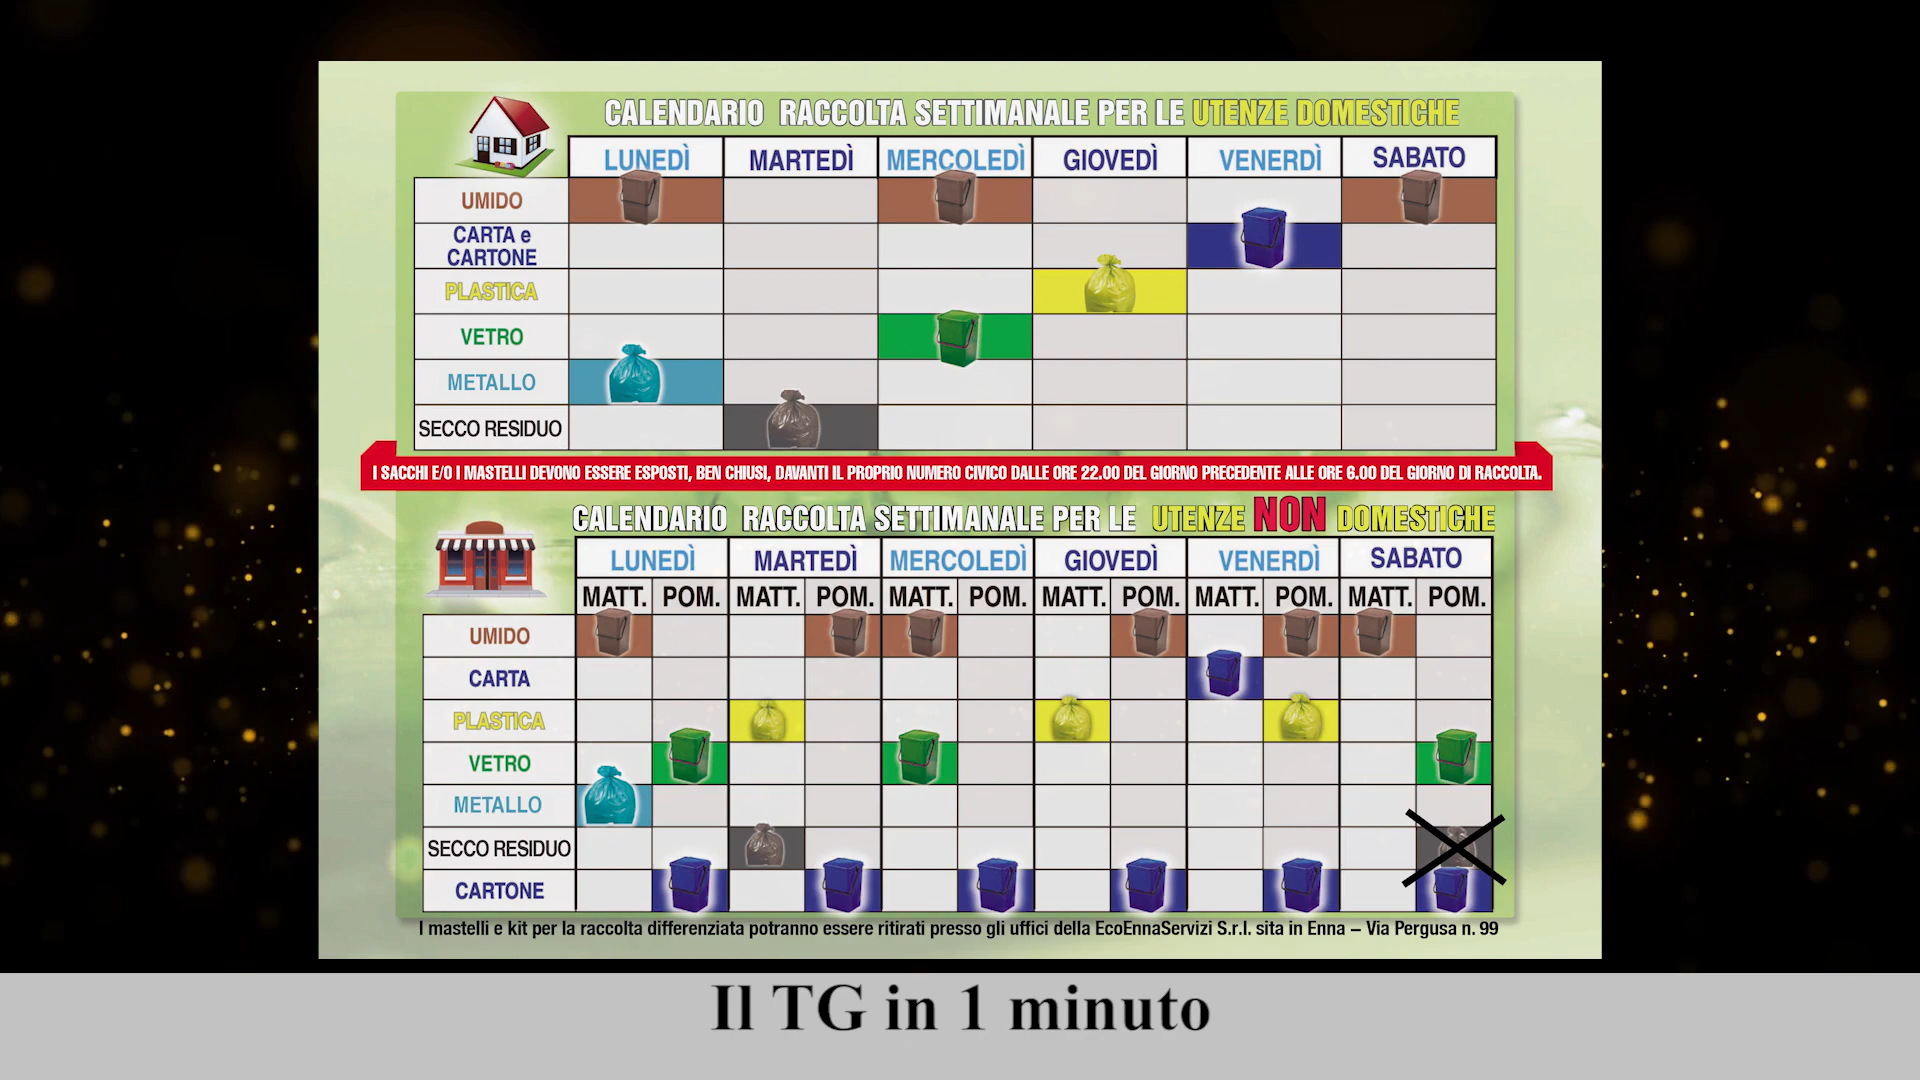 CALENDARIO RACCOLTA SETTIMANALE PER LE UTENZE DOMESTICHE
LUNEDÌ MARTEDÌ MERCOLEDÌ GIOVEDÌ VENERDÌ SABATO
UMIDO
CARTA e
CARTONE
PLASTICA
VETRO
METALLO
SECCO RESIDUO
I SACCHI E/O I MASTELLI DEVONO ESSERE ESPOSTI, BEN CHIUSI, DAVANTI IL PROPRIO NUMERO CIVICO DALLE ORE 22.00 DEL GIORNO PRECEDENTE ALLE ORE 6.00 DEL GIORNO DI RACCOLTA.
CALENDARIO RACCOLTA SETTIMANALE PER LE UTENZE NON DOMESTICHE
LUNEDÌ MARTEDÌ MERCOLEDÌ GIOVEDÌ VENERDÌ SABATO
MATT. POM. MATT. POM. MATT. POM. MATT. POM. MATT. POM. MATT. POM.
UMIDO
CARTA
PLASTICA
VETRO
METALLO
SECCO RESIDUO
CARTONE
I mastelli e kit per la raccolta differenziata potranno essere ritirati presso gli uffici della EcoEnnaServizi S.r.l. sita in Enna – Via Pergusa n. 99
Il TG in 1 minuto